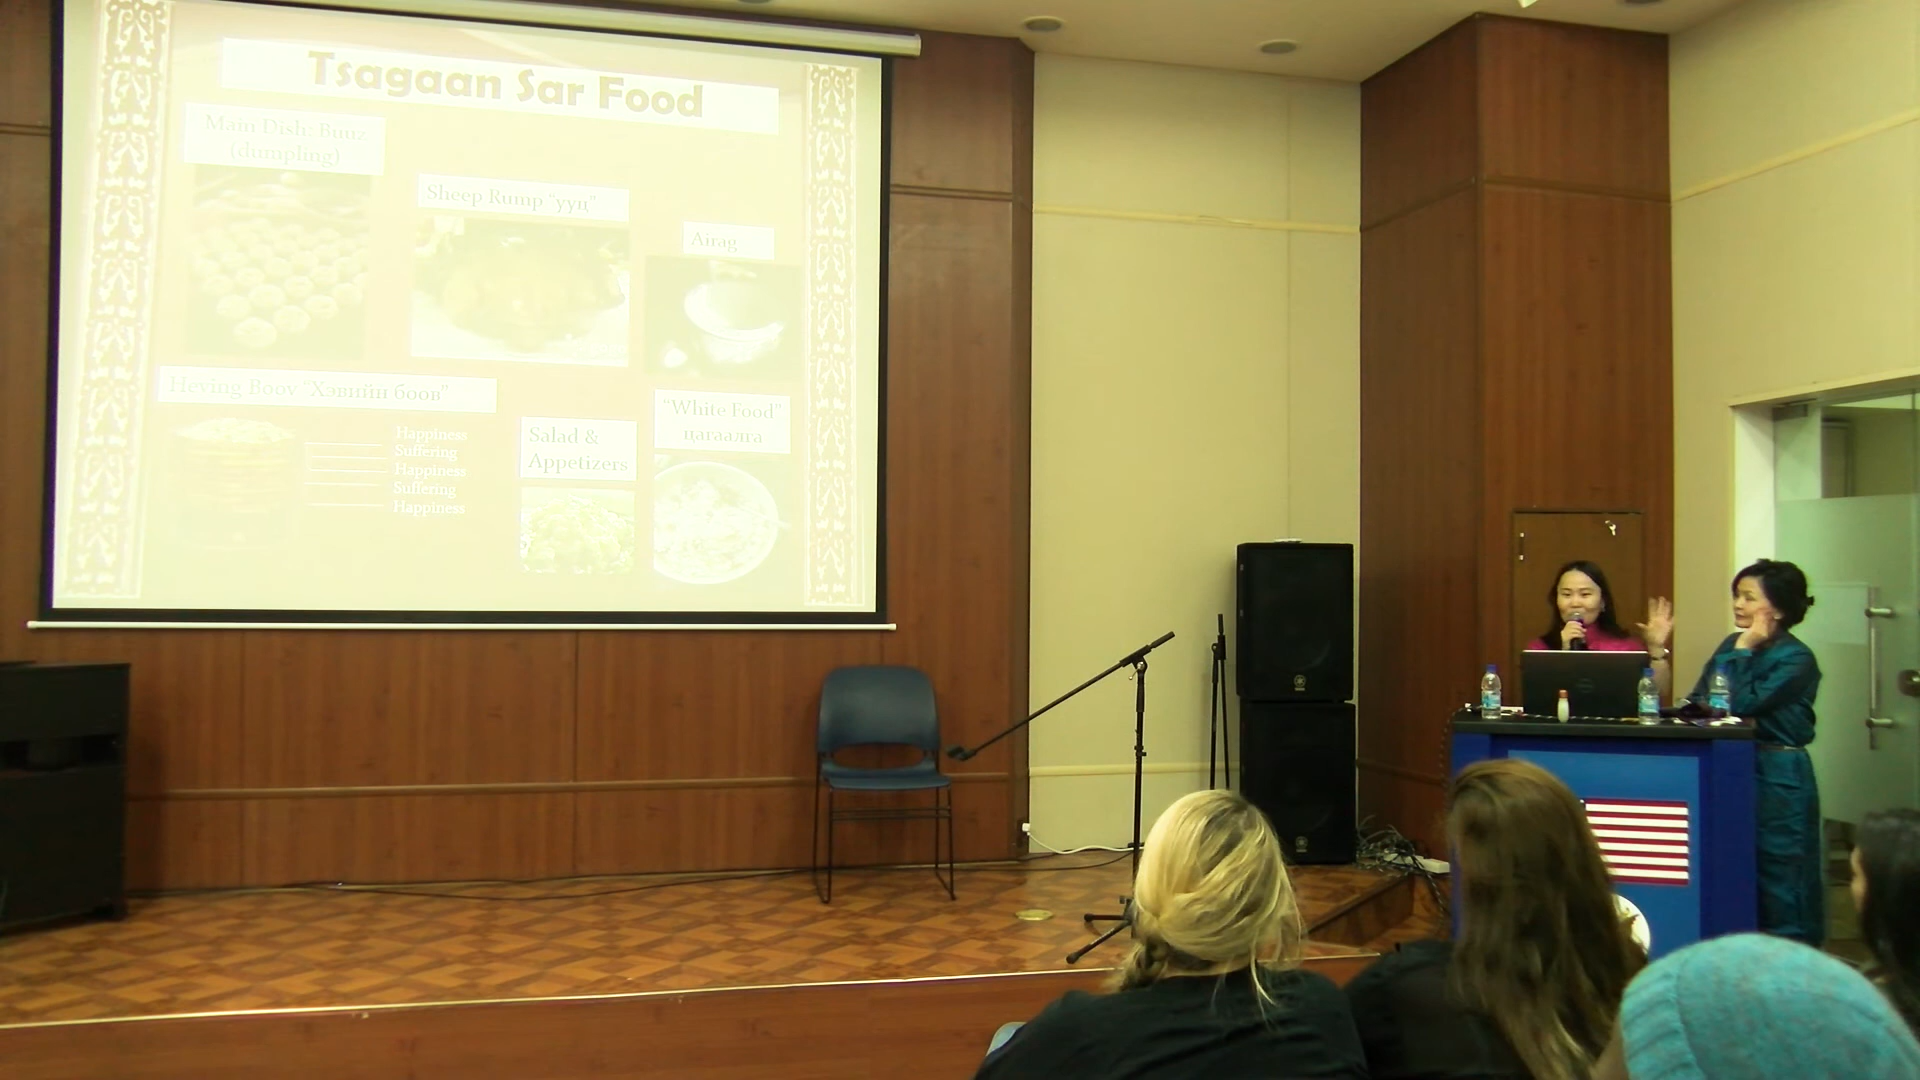 Tsagaan Sar Food
Main Dish: Buuz
(dumpling)
Sheep Rump "ууц"
Airag
Heving Boov "Хэвийн боов"
Happiness
Suffering
Happiness
Suffering
Happiness
Salad &
Appetizers
"White Food"
цагаалга